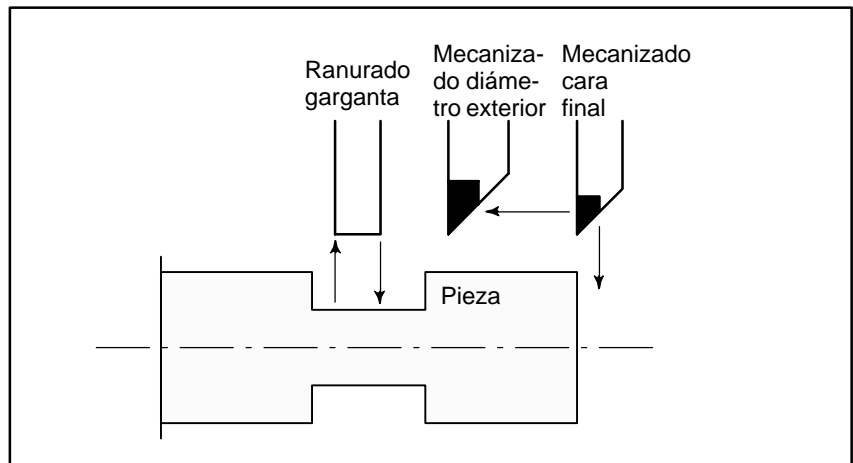 Ranurado
garganta
Mecaniza-
do diáme-
tro exterior
Mecanizado
cara
final
Pieza